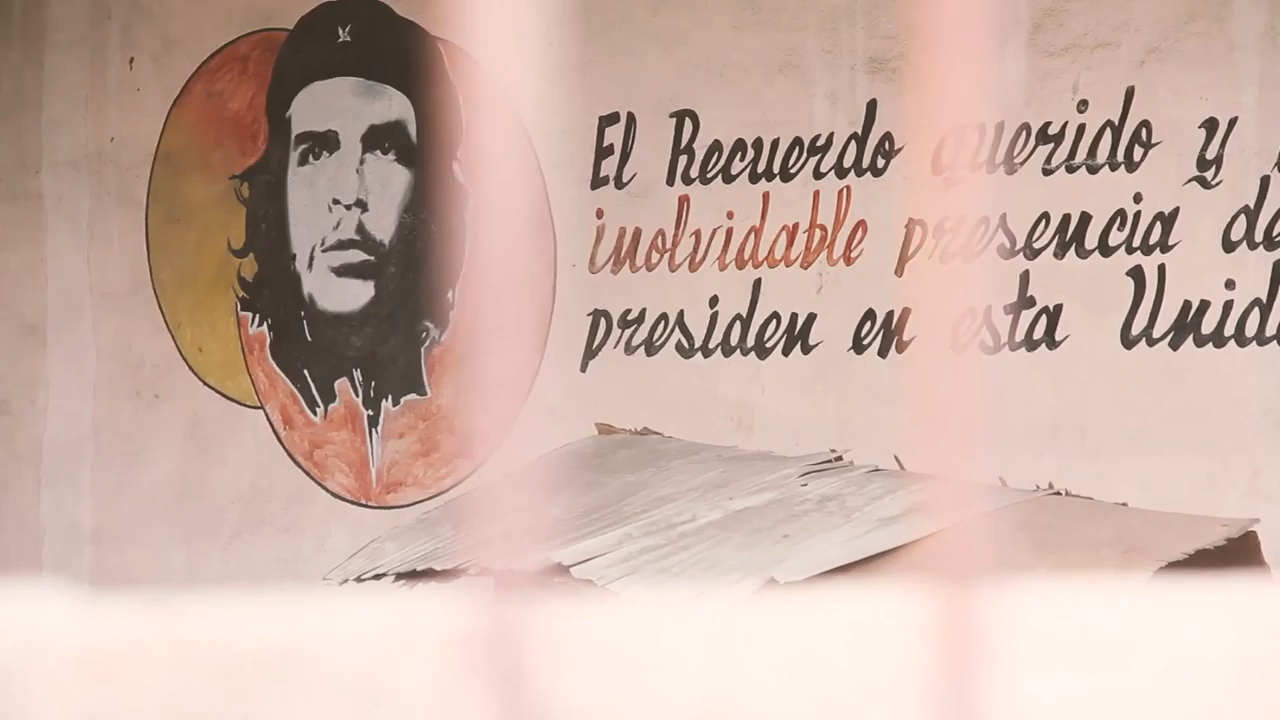 El Recuerdo querido y
inolvidable presencia de
presiden en esta Unid